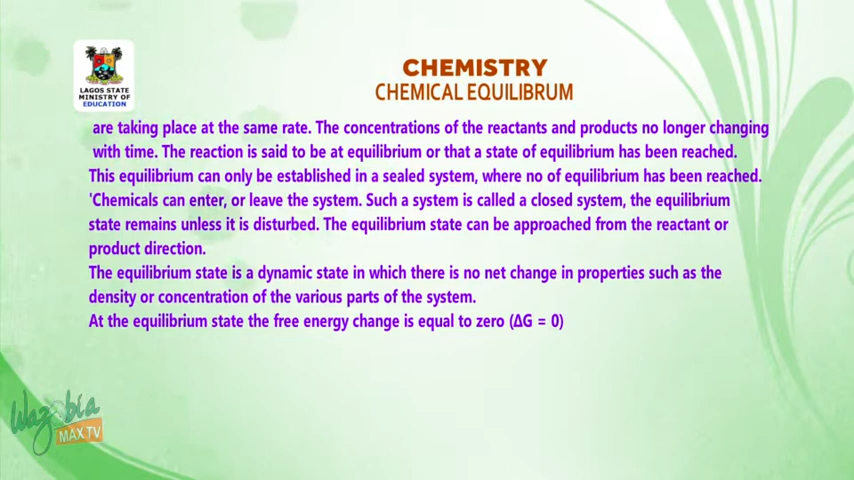 LAGOS STATE
MINISTRY OF
EDUCATION
CHEMISTRY
CHEMICAL EQUILIBRUM
are taking place at the same rate. The concentrations of the reactants and products no longer changing
with time. The reaction is said to be at equilibrium or that a state of equilibrium has been reached.
This equilibrium can only be established in a sealed system, where no of equilibrium has been reached.
'Chemicals can enter, or leave the system. Such a system is called a closed system, the equilibrium
state remains unless it is disturbed. The equilibrium state can be approached from the reactant or
product direction.
The equilibrium state is a dynamic state in which there is no net change in properties such as the
density or concentration of the various parts of the system.
At the equilibrium state the free energy change is equal to zero (ΔG = 0)
Wazobia
MAX TV